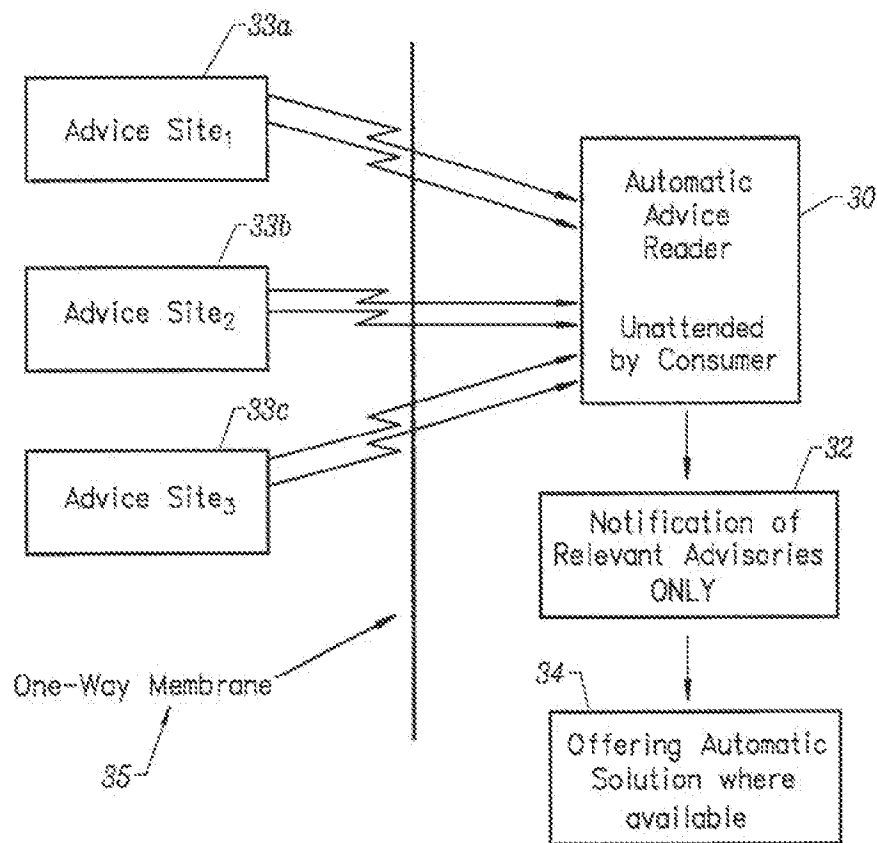 33a
Advice Site₁
33b
Advice Site₂
33c
Advice Site₃
One-Way Membrane
35
Automatic
Advice
Reader
Unattended
by Consumer
30
32
Notification of
Relevant Advisories
ONLY
34
Offering Automatic
Solution where
available